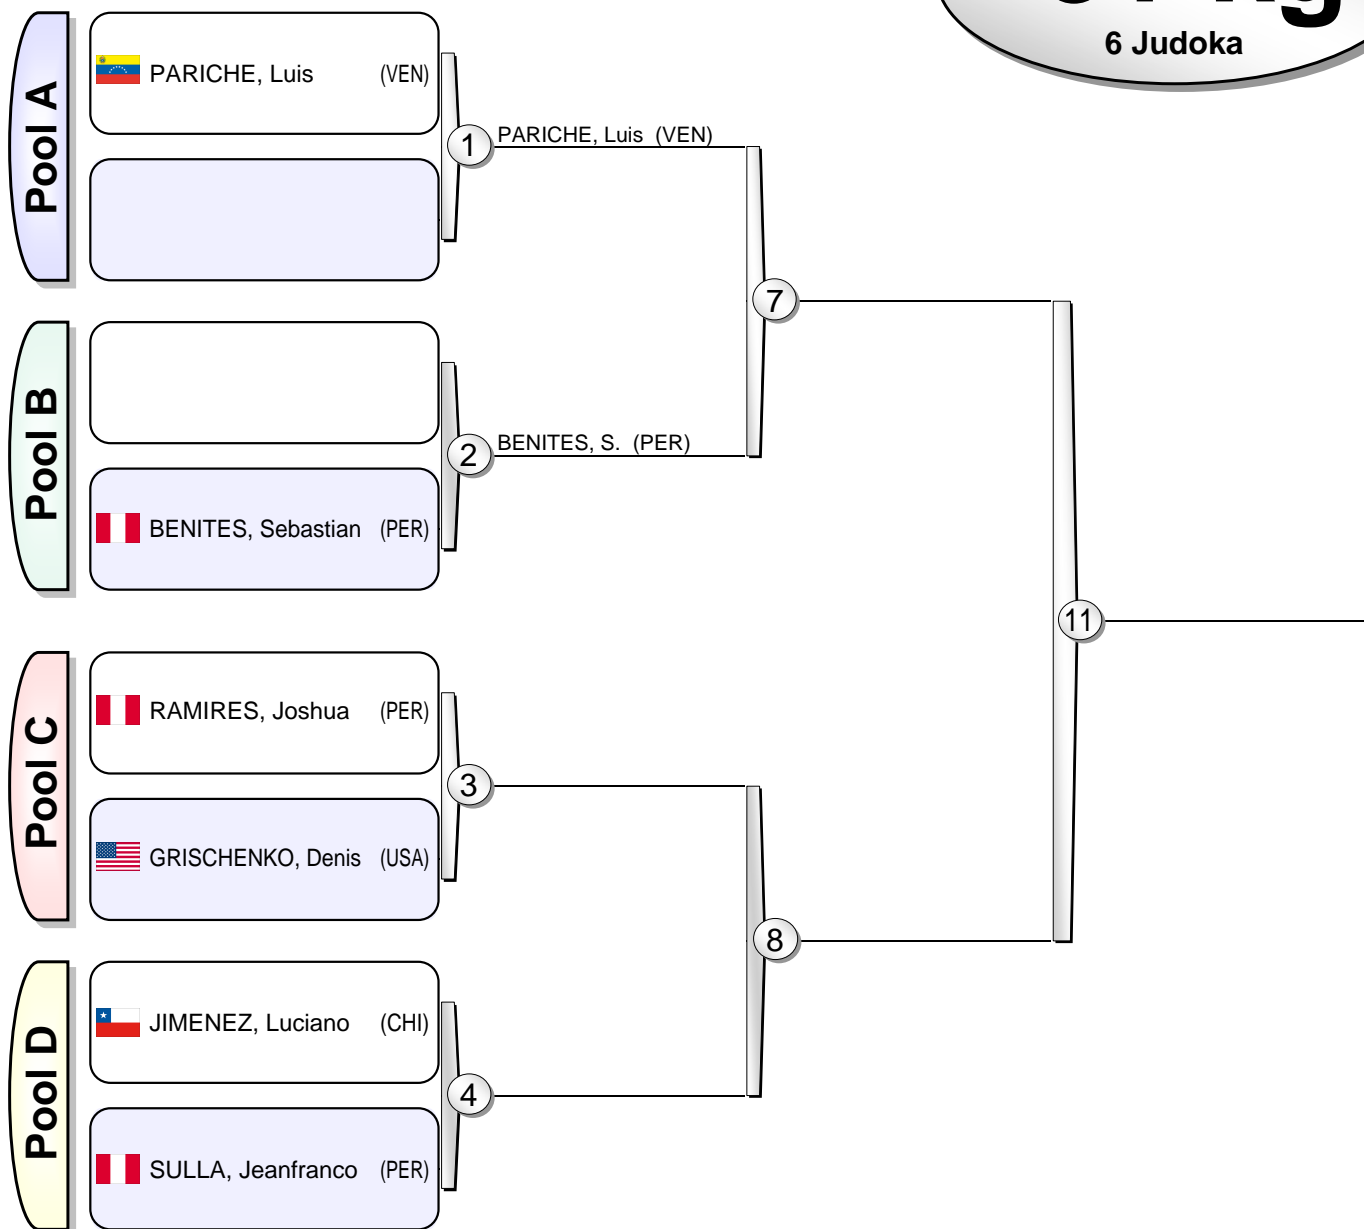 6 Judoka
Pool A
PARICHE, Luis (VEN)
1
PARICHE, Luis (VEN)
7
Pool B
2
BENITES, S. (PER)
BENITES, Sebastian (PER)
11
Pool C
RAMIRES, Joshua (PER)
3
GRISCHENKO, Denis (USA)
8
Pool D
JIMENEZ, Luciano (CHI)
4
SULLA, Jeanfranco (PER)